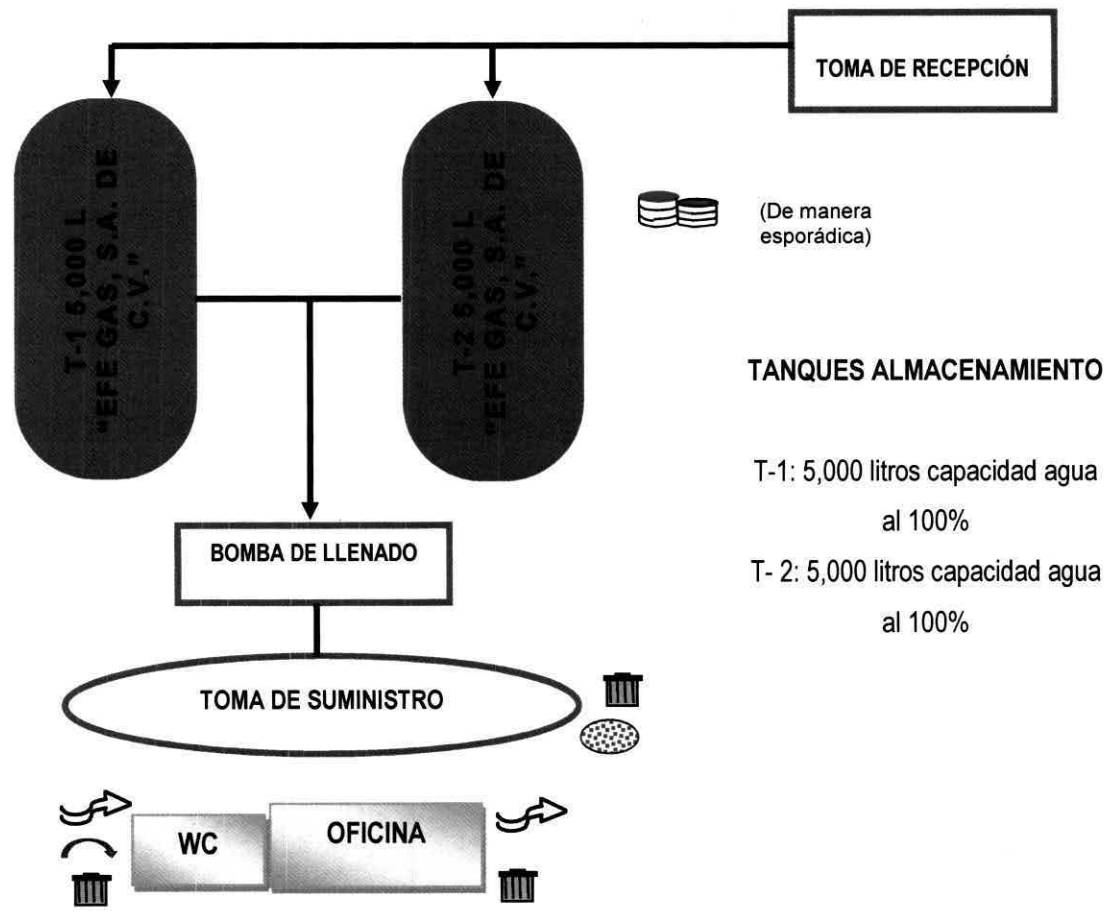 TOMA DE RECEPCIÓN
T-1 5,000 L
"EFE GAS, S.A. DE
C.V."
T-2 5,000 L
"EFE GAS, S.A. DE
C.V."
(De manera
esporádica)
TANQUES ALMACENAMIENTO
T-1: 5,000 litros capacidad agua
al 100%
T- 2: 5,000 litros capacidad agua
al 100%
BOMBA DE LLENADO
TOMA DE SUMINISTRO
WC
OFICINA